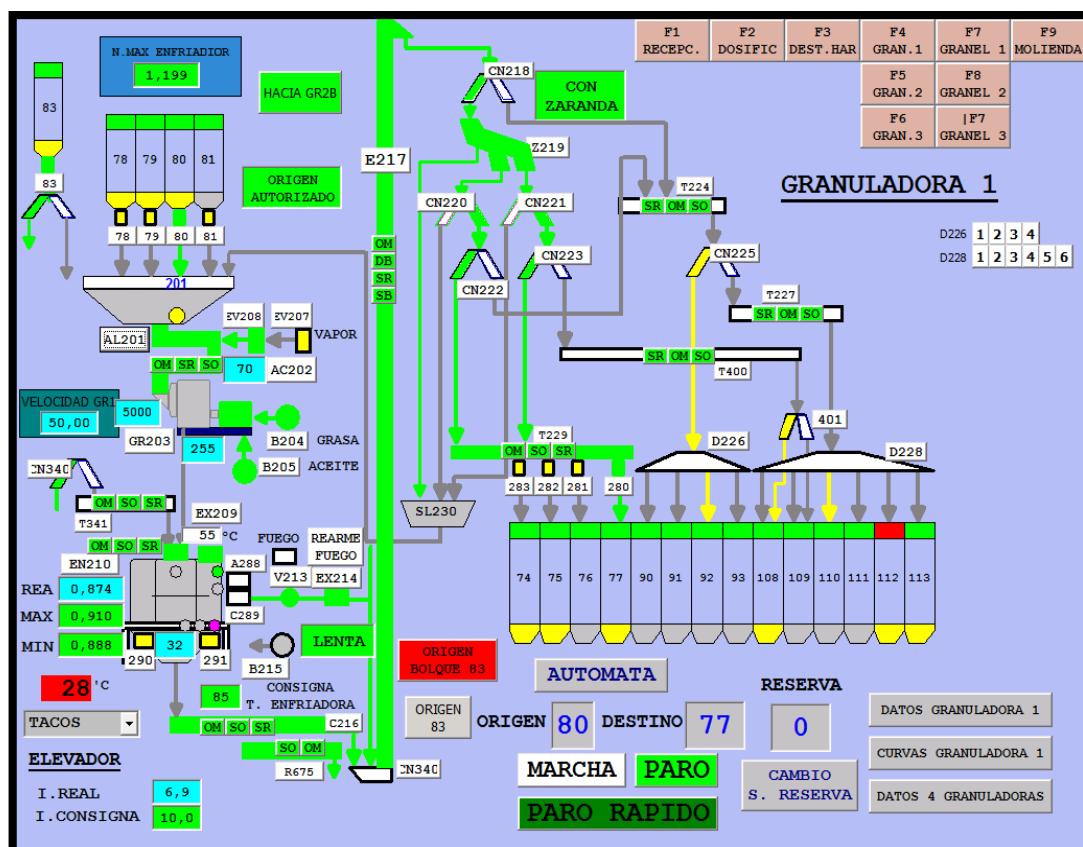 F1
RECEPC.
F2
DOSIFIC
F3
DEST.HAR
F4
GRAN.1
F7
GRANEL 1
F9
MOLIENDA
F5
GRAN.2
F8
GRANEL 2
F6
GRAN.3
|F7
GRANEL 3
N.MAX ENFRIADIOR
1,199
HACIA GR2B
CN218
CON
ZARANDA
83
78
79
80
81
E217
Z219
ORIGEN
AUTORIZADO
83
T224
SR OM SO
GRANULADORA 1
CN220
CN221
78
79
80
81
OM
DB
SR
SB
D226 1 2 3 4
D228 1 2 3 4 5 6
CN223
CN225
CN222
201
T227
SR OM SO
EV208
EV207
VAPOR
AL201
SR OM SO
T400
OM SR SO
70
AC202
VELOCIDAD GR1
50,00
5000
GR203
255
B204
GRASA
B205
ACEITE
401
T229
OM SO SR
D226
D228
CN340
283
282
281
280
OM SO SR
T341
EX209
SL230
55
°C
FUEGO
REARME
FUEGO
OM SO SR
EN210
A288
V213
EX214
C289
74
75
76
77
90
91
92
93
108
109
110
111
112
113
REA
0,874
MAX
0,910
MIN
0,888
290
32
291
B215
LENTA
ORIGEN
BOLQUE 83
AUTOMATA
RESERVA
28
'C
85
CONSIGNA
T. ENFRIADORA
TACOS
C216
OM SO SR
ORIGEN
83
ORIGEN
80
DESTINO
77
0
DATOS GRANULADORA 1
SO OM
R675
CN340
CURVAS GRANULADORA 1
ELEVADOR
MARCHA
PARO
CAMBIO
S. RESERVA
DATOS 4 GRANULADORAS
I.REAL
6,9
I.CONSIGNA
10,0
PARO RAPIDO